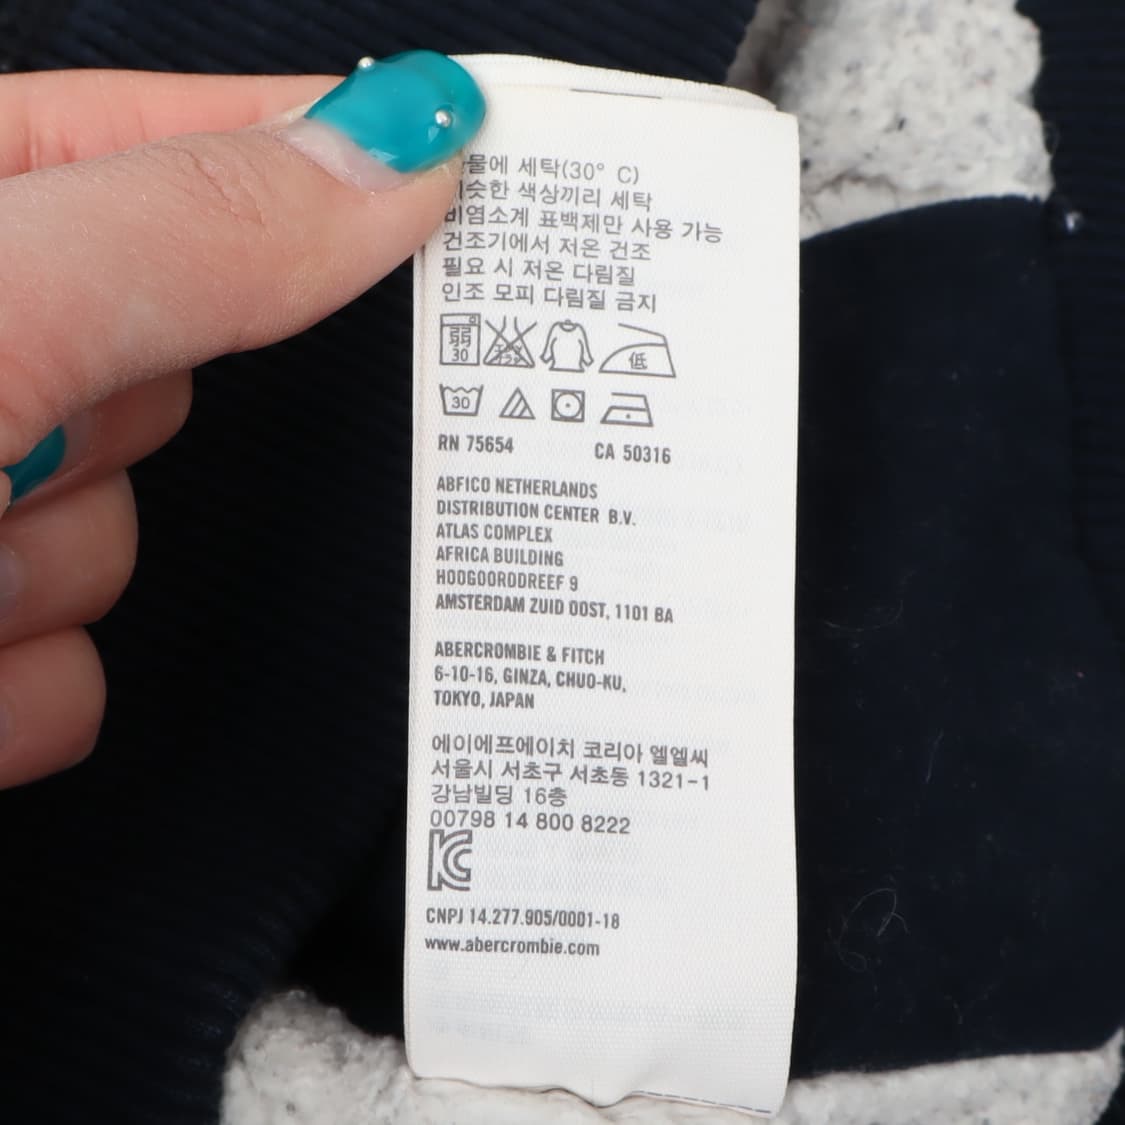 세탁(30° C)
색상끼리 세탁
비염소계 표백제만 사용 가능
건조기에서 저온 건조
필요 시 저온 다림질
인조 모피 다림질 금지
弱
30
低
30
RN 75654 CA 50316
ABFICO NETHERLANDS
DISTRIBUTION CENTER B.V.
ATLAS COMPLEX
AFRICA BUILDING
HOOGOORDDREEF 9
AMSTERDAM ZUID OOST, 1101 BA
ABERCROMBIE & FITCH
6-10-16, GINZA, CHUO-KU,
TOKYO, JAPAN
에이에프에이치 코리아 엘엘씨
서울시 서초구 서초동 1321-1
강남빌딩 16층
00798 14 800 8222
KC
CNPJ 14.277.905/0001-18
www.abercrombie.com